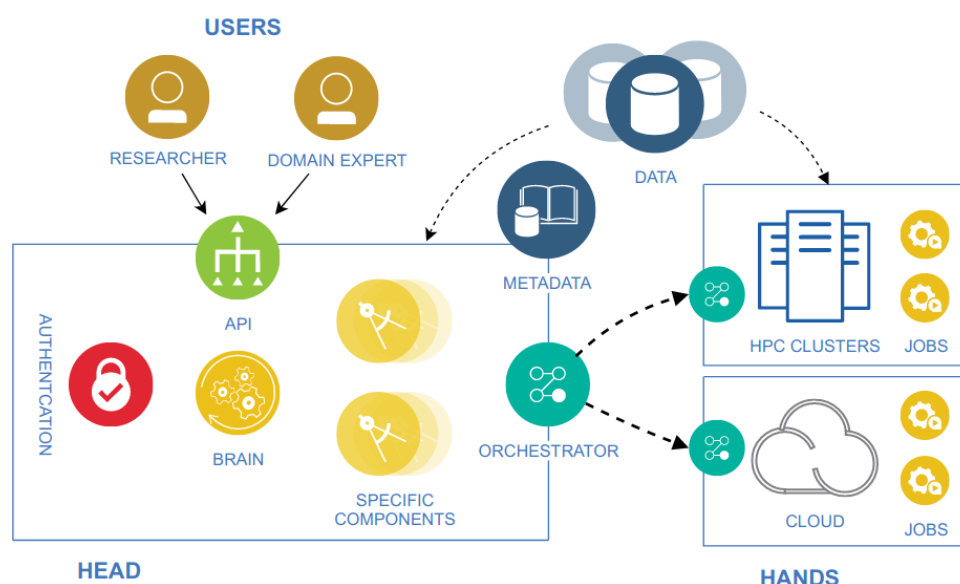 USERS
RESEARCHER
DOMAIN EXPERT
DATA
METADATA
API
AUTHENTCATION
BRAIN
SPECIFIC
COMPONENTS
ORCHESTRATOR
HPC CLUSTERS
JOBS
CLOUD
JOBS
HEAD
HANDS